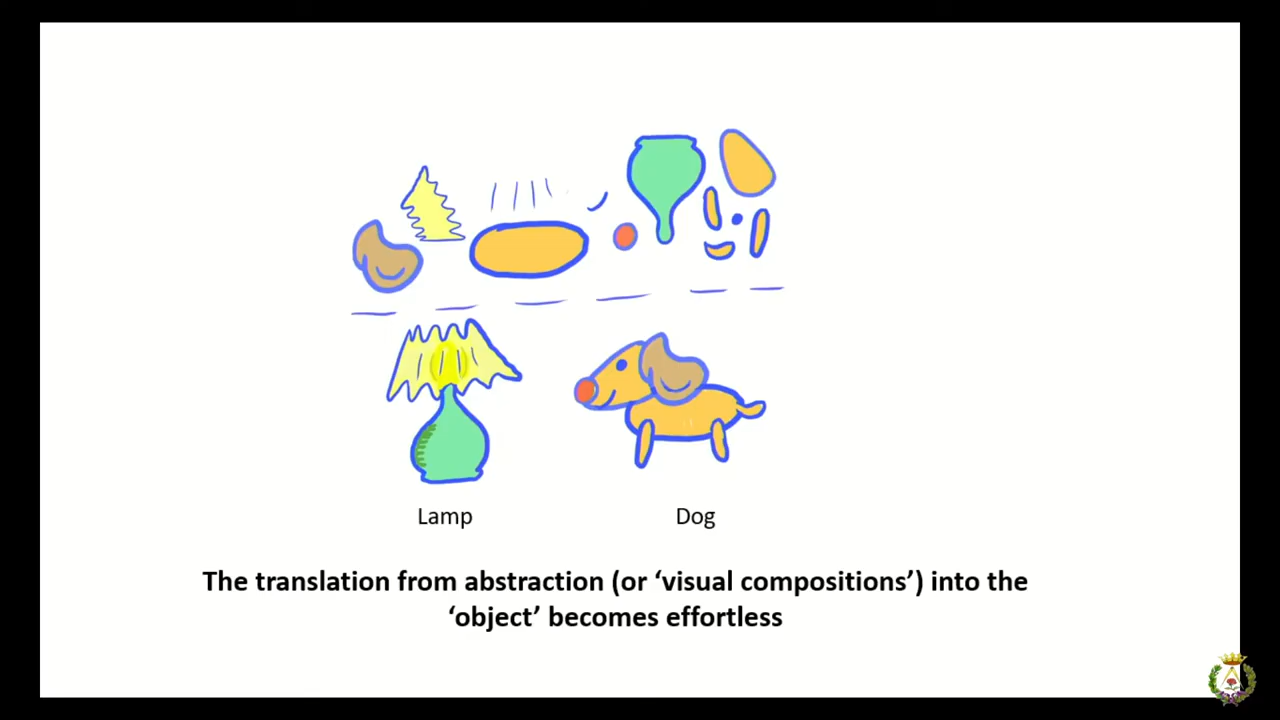 Lamp
Dog
The translation from abstraction (or ‘visual compositions’) into the
‘object’ becomes effortless